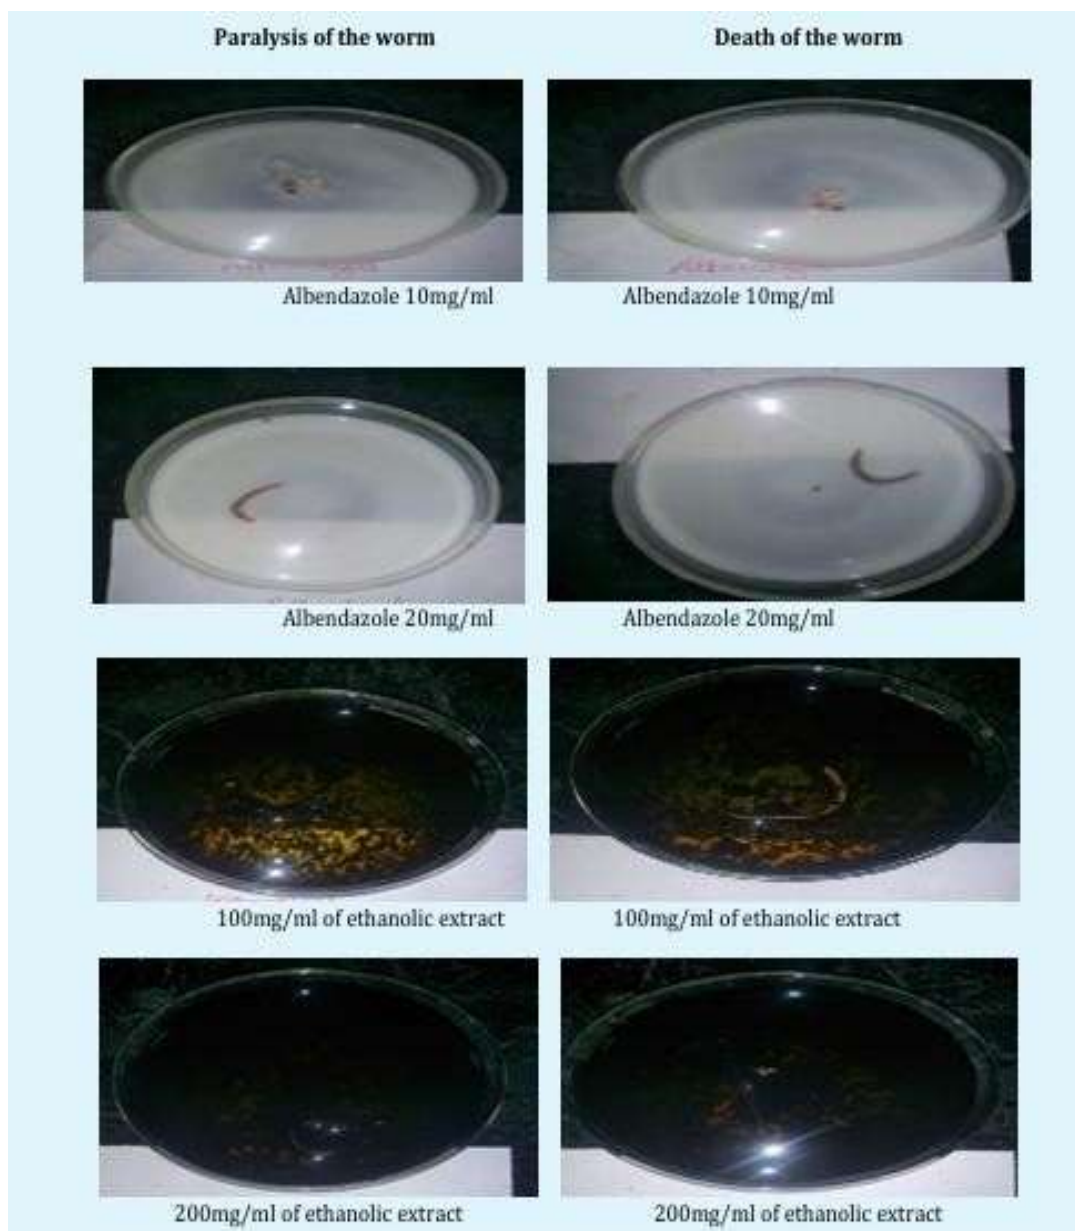 Paralysis of the worm Death of the worm
Albendazole 10mg/ml Albendazole 10mg/ml
Albendazole 20mg/ml Albendazole 20mg/ml
100mg/ml of ethanolic extract 100mg/ml of ethanolic extract
200mg/ml of ethanolic extract 200mg/ml of ethanolic extract